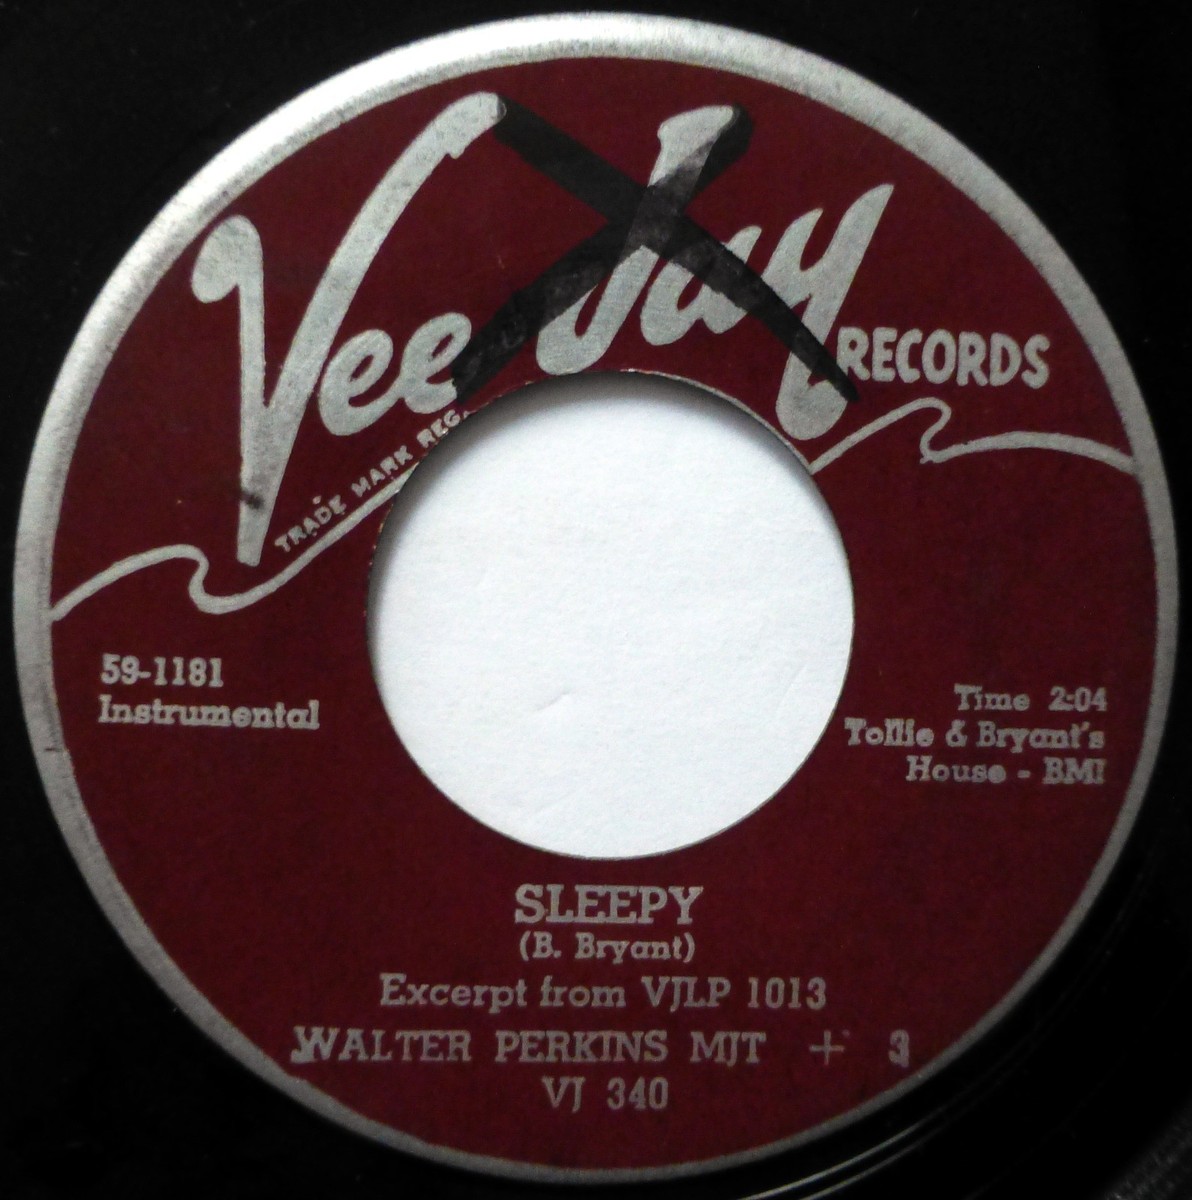 Vee Jay
RECORDS
TRADE MARK REG.
59-1181
Instrumental
Time 2:04
Tollie & Bryant's
House - BMI
SLEEPY
(B. Bryant)
Excerpt from VJLP 1013
WALTER PERKINS MJT + 3
VJ 340